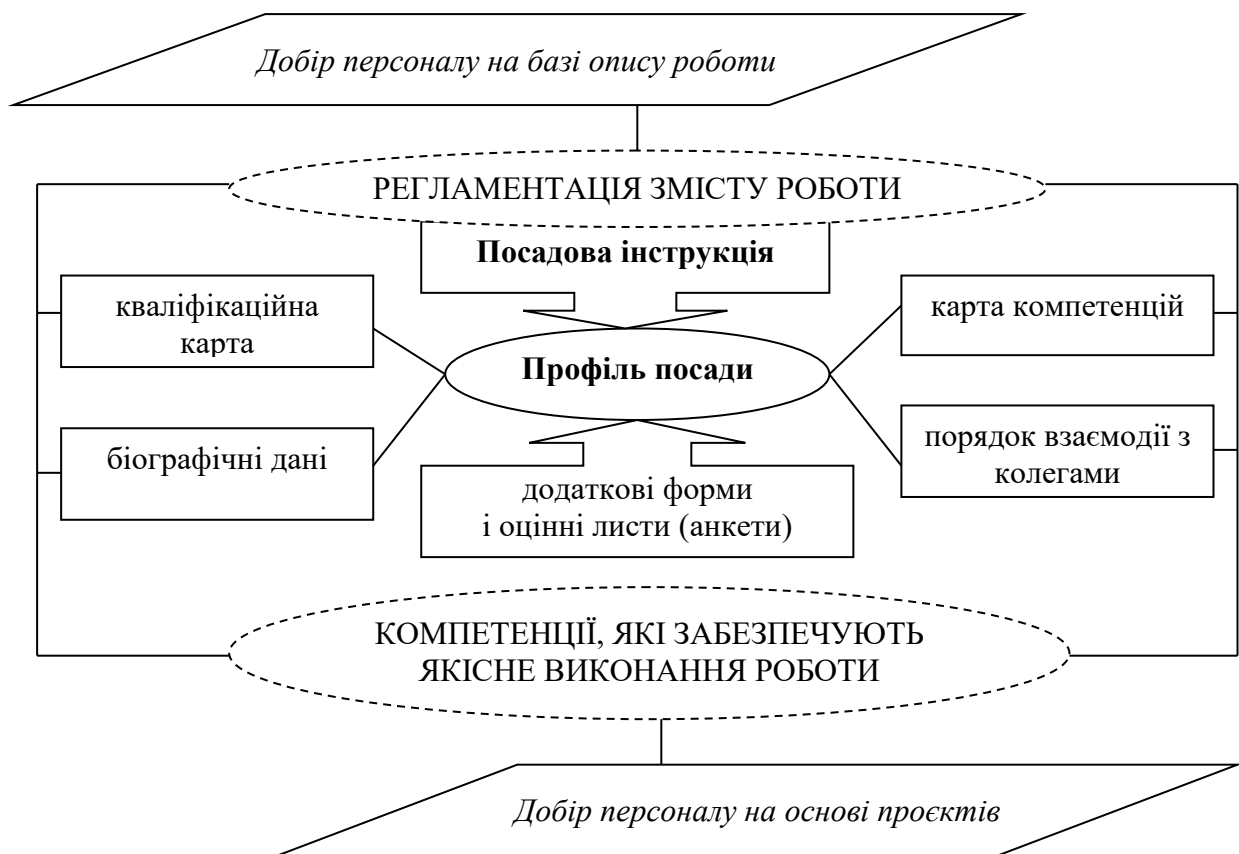 Добір персоналу на базі опису роботи
РЕГЛАМЕНТАЦІЯ ЗМІСТУ РОБОТИ
Посадова інструкція
кваліфікаційна
карта
карта компетенцій
Профіль посади
біографічні дані
порядок взаємодії з
колегами
додаткові форми
і оцінні листи (анкети)
КОМПЕТЕНЦІЇ, ЯКІ ЗАБЕЗПЕЧУЮТЬ
ЯКІСНЕ ВИКОНАННЯ РОБОТИ
Добір персоналу на основі проєктів